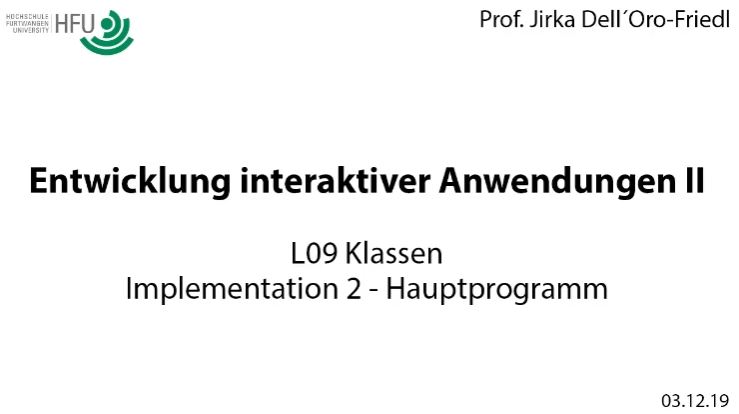 HOCHSCHULE
FURTWANGEN
UNIVERSITY
HFU
Prof. Jirka Dell´Oro-Friedl
Entwicklung interaktiver Anwendungen II
L09 Klassen
Implementation 2 - Hauptprogramm
03.12.19